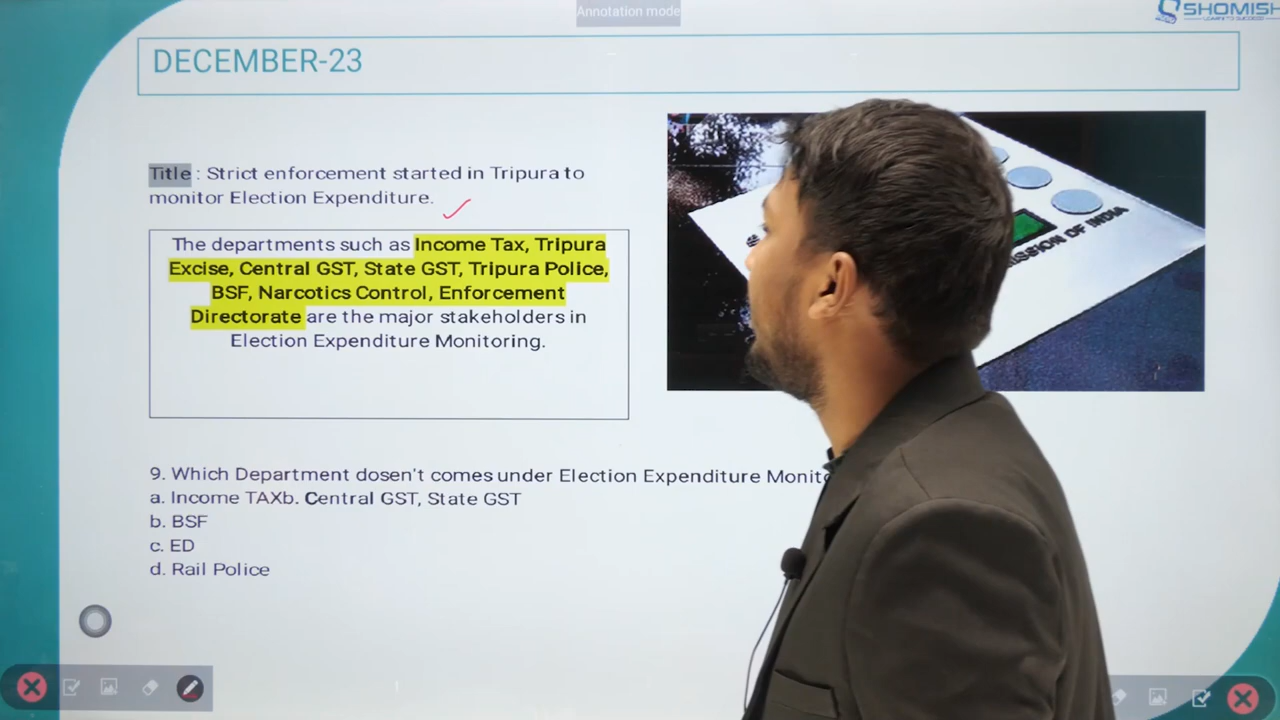 Annotation mode
SHOMISH
LEARN TO SUCCESS
DECEMBER-23
Title : Strict enforcement started in Tripura to
monitor Election Expenditure.
The departments such as Income Tax, Tripura
Excise, Central GST, State GST, Tripura Police,
BSF, Narcotics Control, Enforcement
Directorate are the major stakeholders in
Election Expenditure Monitoring.
OF INDIA
9. Which Department dosen't comes under Election Expenditure
a. Income TAXb. Central GST, State GST
b. BSF
c. ED
d. Rail Police